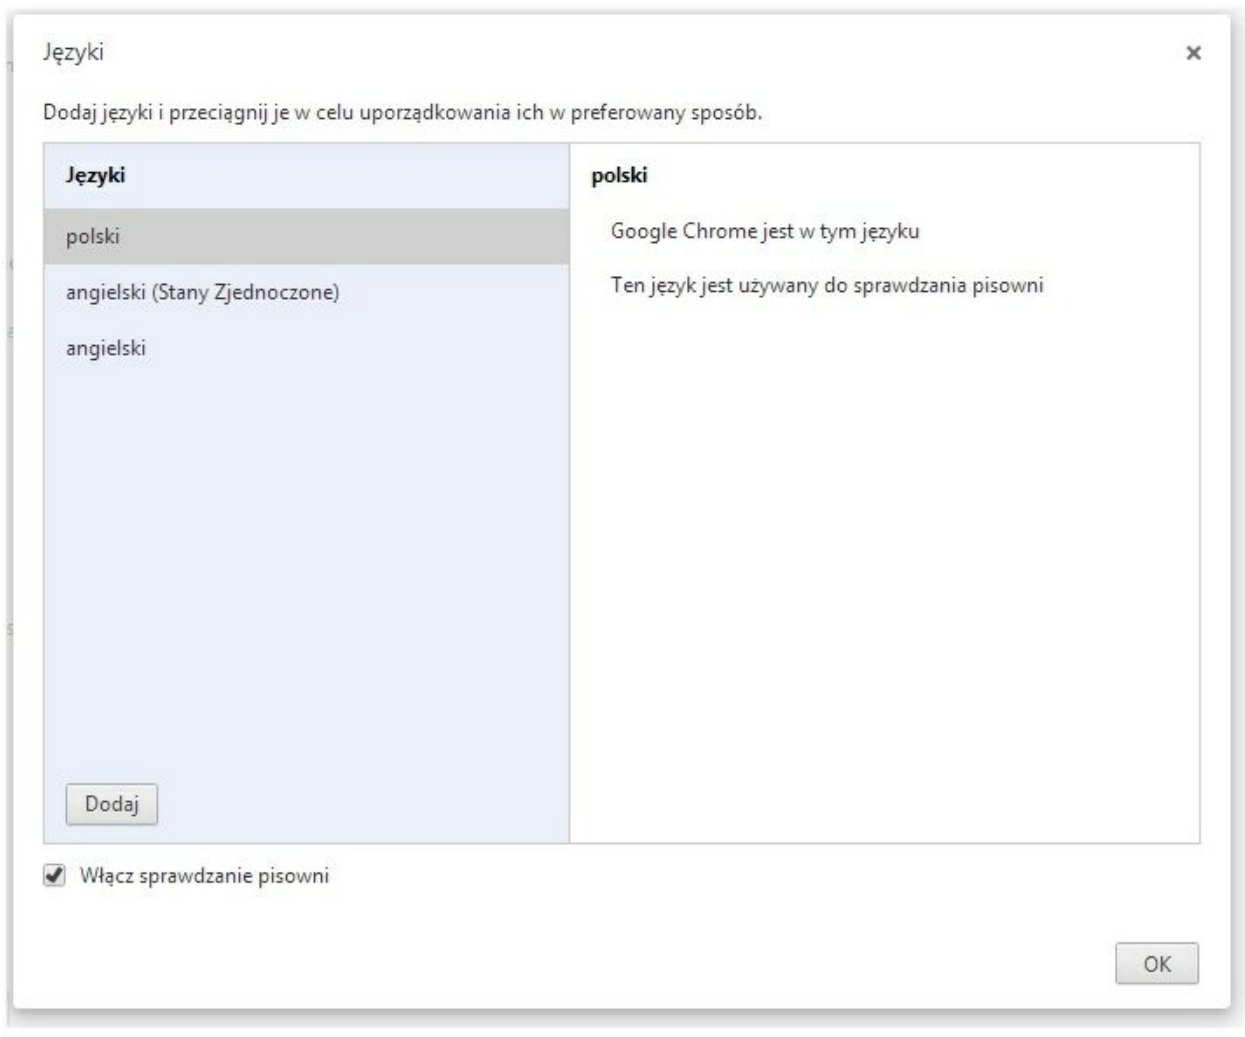 Języki
Dodaj języki i przeciągnij je w celu uporządkowania ich w preferowany sposób.
Języki
polski
angielski (Stany Zjednoczone)
angielski
Dodaj
polski
Google Chrome jest w tym języku
Ten język jest używany do sprawdzania pisowni
Włącz sprawdzanie pisowni
OK